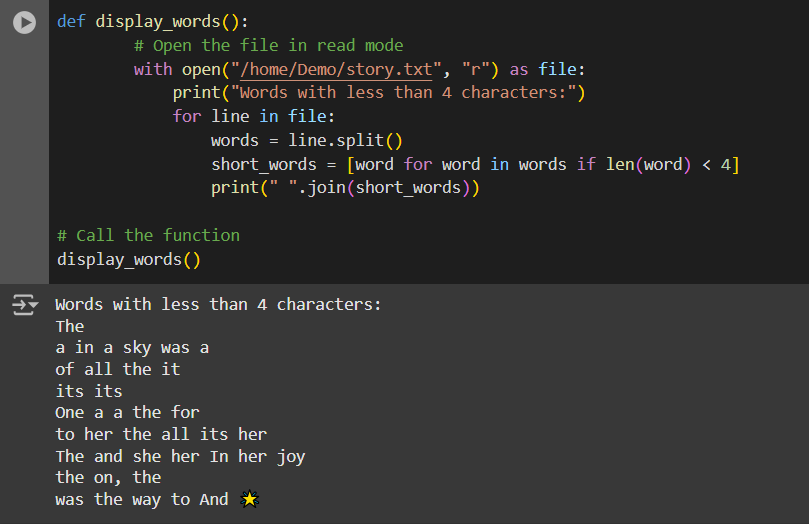 def display_words():
        # Open the file in read mode
        with open("/home/Demo/story.txt", "r") as file:
            print("Words with less than 4 characters:")
            for line in file:
                words = line.split()
                short_words = [word for word in words if len(word) < 4]
                print(" ".join(short_words))
# Call the function
display_words()
Words with less than 4 characters:
The
a in a sky was a
of all the it
its its
One a a the for
to her the all its her
The and she her In her joy
the on, the
was the way to And 🌟